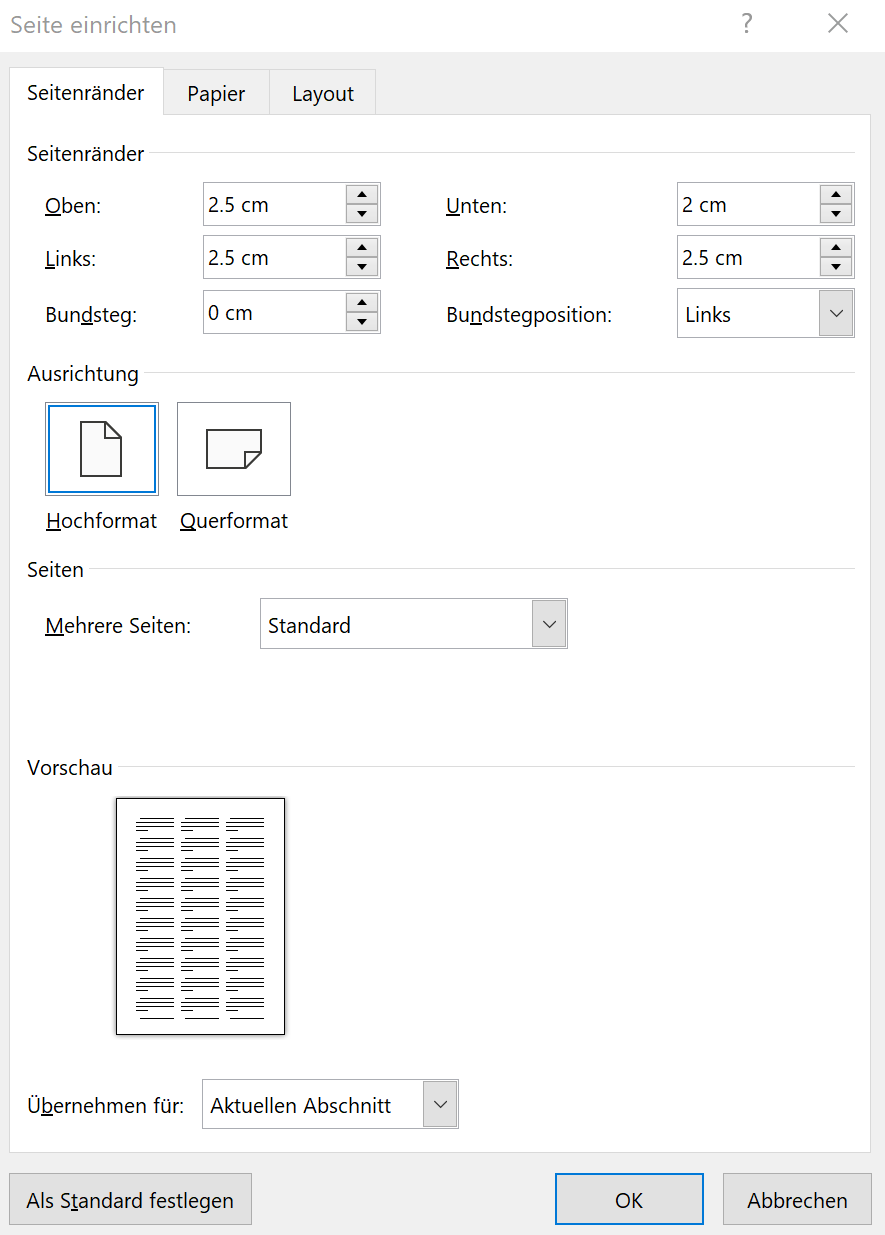 Seite einrichten ?
Seitenränder Papier Layout
Seitenränder
Oben: 2.5 cm Unten: 2 cm
Links: 2.5 cm Rechts: 2.5 cm
Bundsteg: 0 cm Bundstegposition: Links
Ausrichtung
Hochformat Querformat
Seiten
Mehrere Seiten: Standard
Vorschau
Übernehmen für: Aktuellen Abschnitt
Als Standard festlegen OK Abbrechen